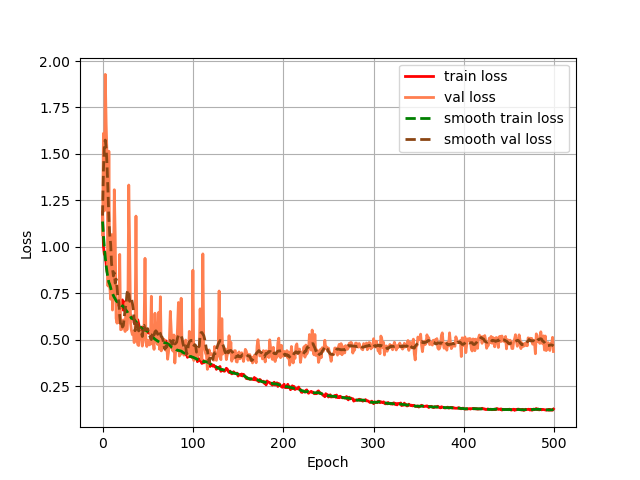 2.00
1.75
1.50
1.25
1.00
0.75
0.50
0.25
Loss
train loss
val loss
smooth train loss
smooth val loss
0 100 200 300 400 500
Epoch